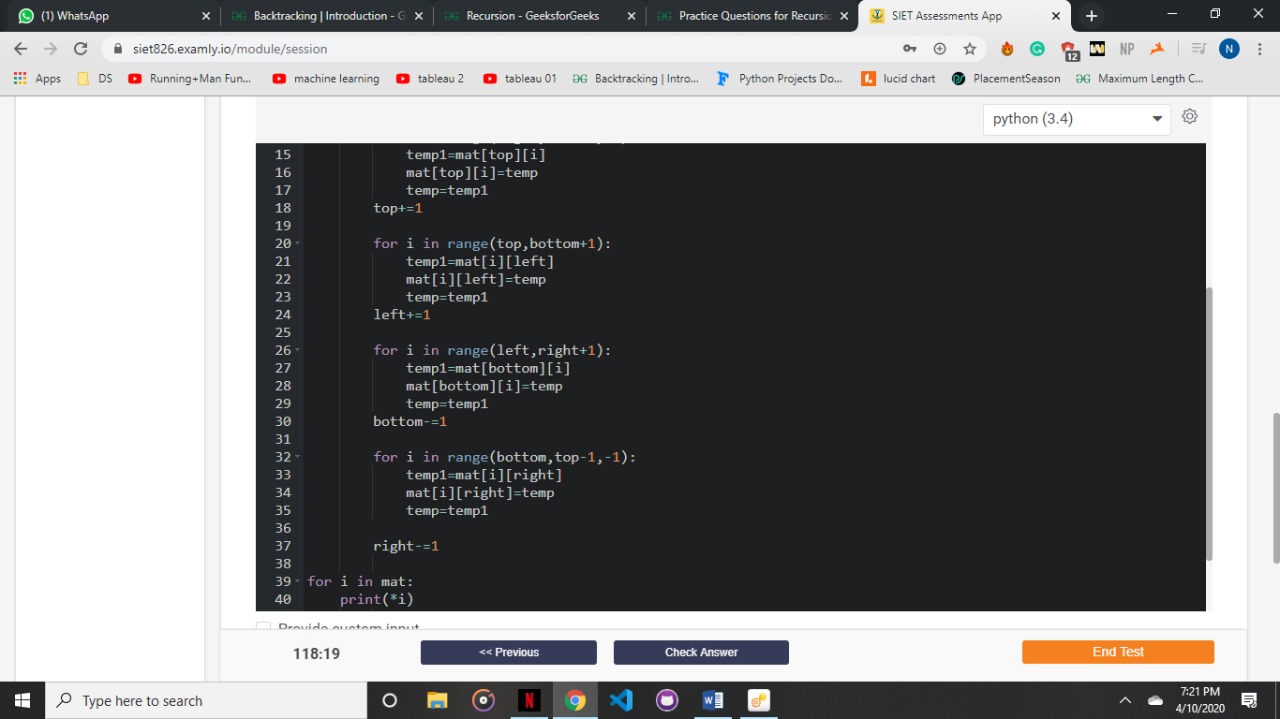 (1) WhatsApp
Backtracking | Introduction - G
Recursion - GeeksforGeeks
Practice Questions for Recursic
SIET Assessments App
siet826.examly.io/module/session
12
NP
N
Apps
DS
Running+Man Fun...
machine learning
tableau 2
tableau 01
Backtracking | Intro...
Python Projects Do...
lucid chart
PlacementSeason
Maximum Length C...
python (3.4)
15 temp1=mat[top][i]
16 mat[top][i]=temp
17 temp=temp1
18 top+=1
19
20 for i in range(top,bottom+1):
21 temp1=mat[i][left]
22 mat[i][left]=temp
23 temp=temp1
24 left+=1
25
26 for i in range(left,right+1):
27 temp1=mat[bottom][i]
28 mat[bottom][i]=temp
29 temp=temp1
30 bottom-=1
31
32 for i in range(bottom,top-1,-1):
33 temp1=mat[i][right]
34 mat[i][right]=temp
35 temp=temp1
36
37 right-=1
38
39 for i in mat:
40 print(*i)
Provide custom input
118:19
<< Previous
Check Answer
End Test
Type here to search
7:21 PM
4/10/2020